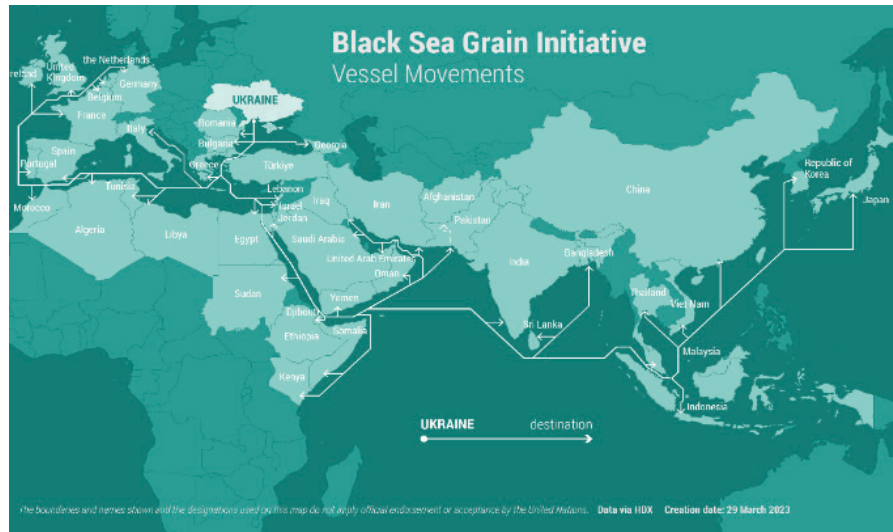 Black Sea Grain Initiative
Vessel Movements
the Netherlands
United
Kingdom
Ireland
Germany
Belgium
France
UKRAINE
Italy
Romania
Bulgaria
Georgia
Spain
Portugal
Greece
Türkiye
Tunisia
Lebanon
Morocco
Israel
Jordan
Iraq
Iran
Afghanistan
Pakistan
China
Republic of
Korea
Japan
Algeria
Libya
Egypt
Saudi Arabia
United Arab Emirates
Oman
India
Bangladesh
Sudan
Yemen
Djibouti
Ethiopia
Somalia
Kenya
Sri Lanka
Thailand
Viet Nam
Malaysia
Indonesia
UKRAINE destination
The boundaries and names shown and the designations used on this map do not apply official endorsement or acceptance by the United Nations. Data via HDX Creation date: 29 March 2023